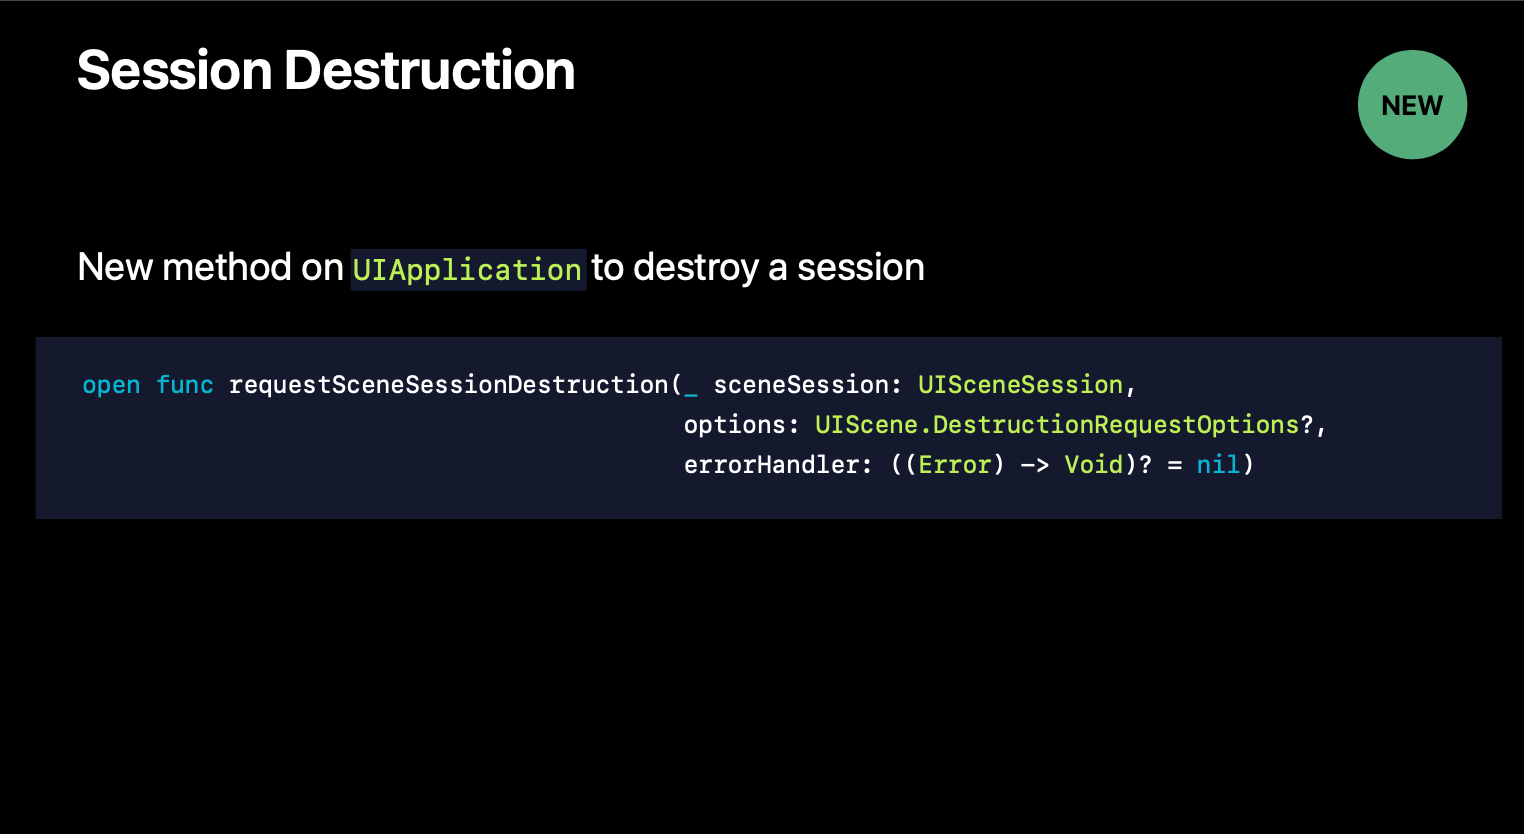 Session Destruction
NEW
New method on UIApplication to destroy a session
open func requestSceneSessionDestruction(_ sceneSession: UISceneSession,
options: UIScene.DestructionRequestOptions?,
errorHandler: ((Error) -> Void)? = nil)